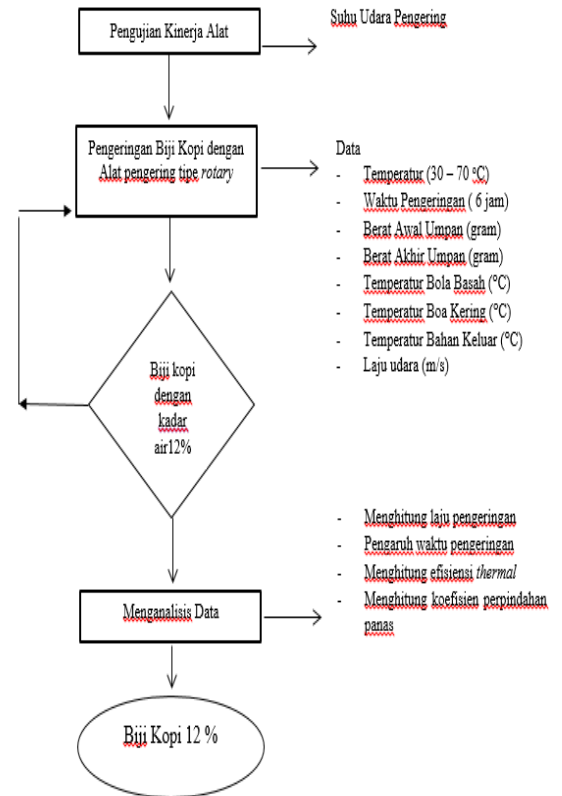 Pengujian Kinerja Alat
Suhu Udara Pengering
Pengeringan Biji Kopi dengan
Alat pengering tipe rotary
Data
- Temperatur (30 – 70 °C)
- Waktu Pengeringan ( 6 jam)
- Berat Awal Umpan (gram)
- Berat Akhir Umpan (gram)
- Temperatur Bola Basah (°C)
- Temperatur Boa Kering (°C)
- Temperatur Bahan Keluar (°C)
- Laju udara (m/s)
Biji kopi
dengan
kadar
air12%
- Menghitung laju pengeringan
- Pengaruh waktu pengeringan
- Menghitung efisiensi thermal
- Menghitung koefisien perpindahan
panas
Menganalisis Data
Biji Kopi 12 %